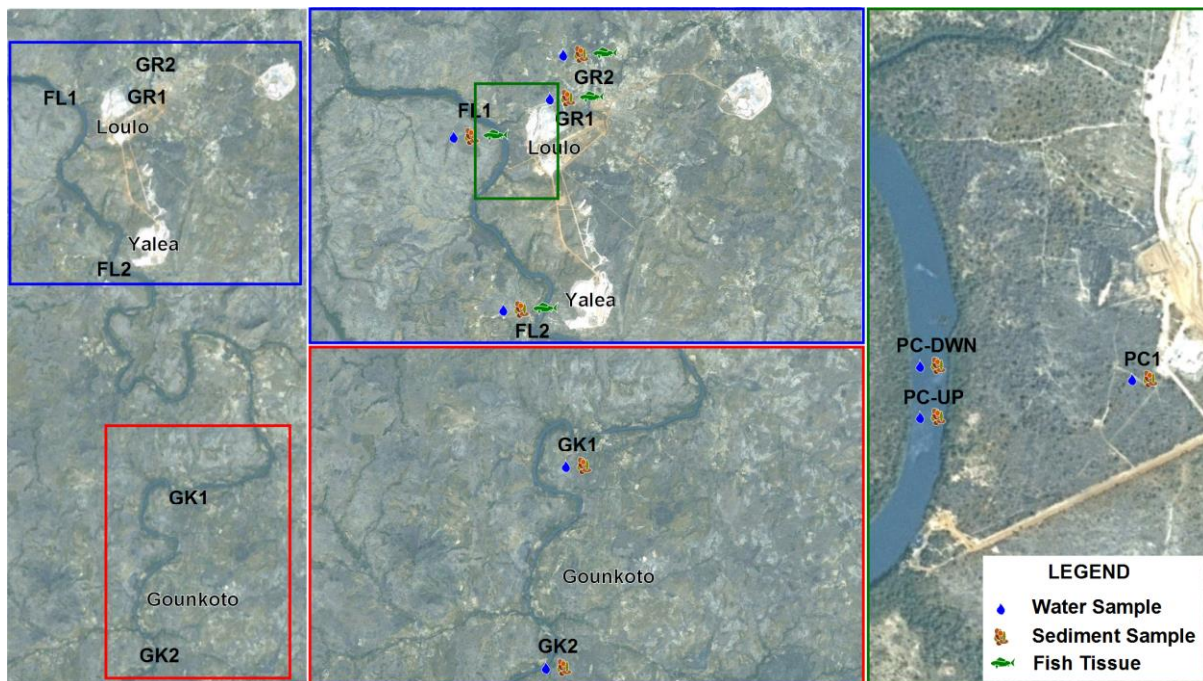 GR2
FL1
GR1
Loulo
Yalea
FL2
GK1
Gounkoto
GK2
GR2
FL1
GR1
Loulo
Yalea
FL2
GK1
Gounkoto
GK2
PC-DWN
PC1
PC-UP
LEGEND
Water Sample
Sediment Sample
Fish Tissue